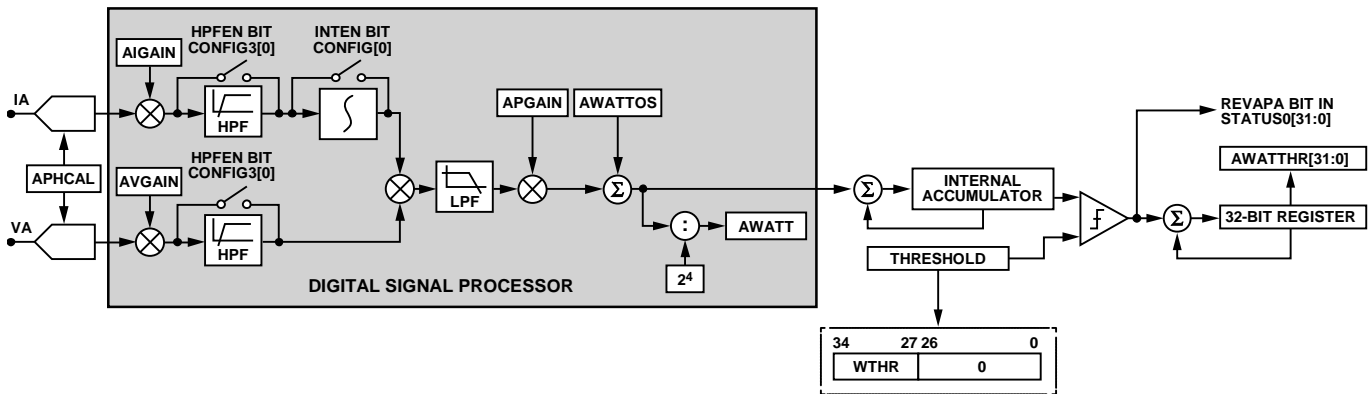 HPFEN BIT
CONFIG3[0]
INTEN BIT
CONFIG[0]
AIGAIN
IA
HPF
REVAPA BIT IN
STATUS0[31:0]
APGAIN
AWATTOS
HPFEN BIT
CONFIG3[0]
AWATTHR[31:0]
APHCAL
AVGAIN
INTERNAL
ACCUMULATOR
Σ
Σ
LPF
Σ
32-BIT REGISTER
VA
HPF
:
AWATT
THRESHOLD
2⁴
DIGITAL SIGNAL PROCESSOR
34 27 26 0
WTHR 0